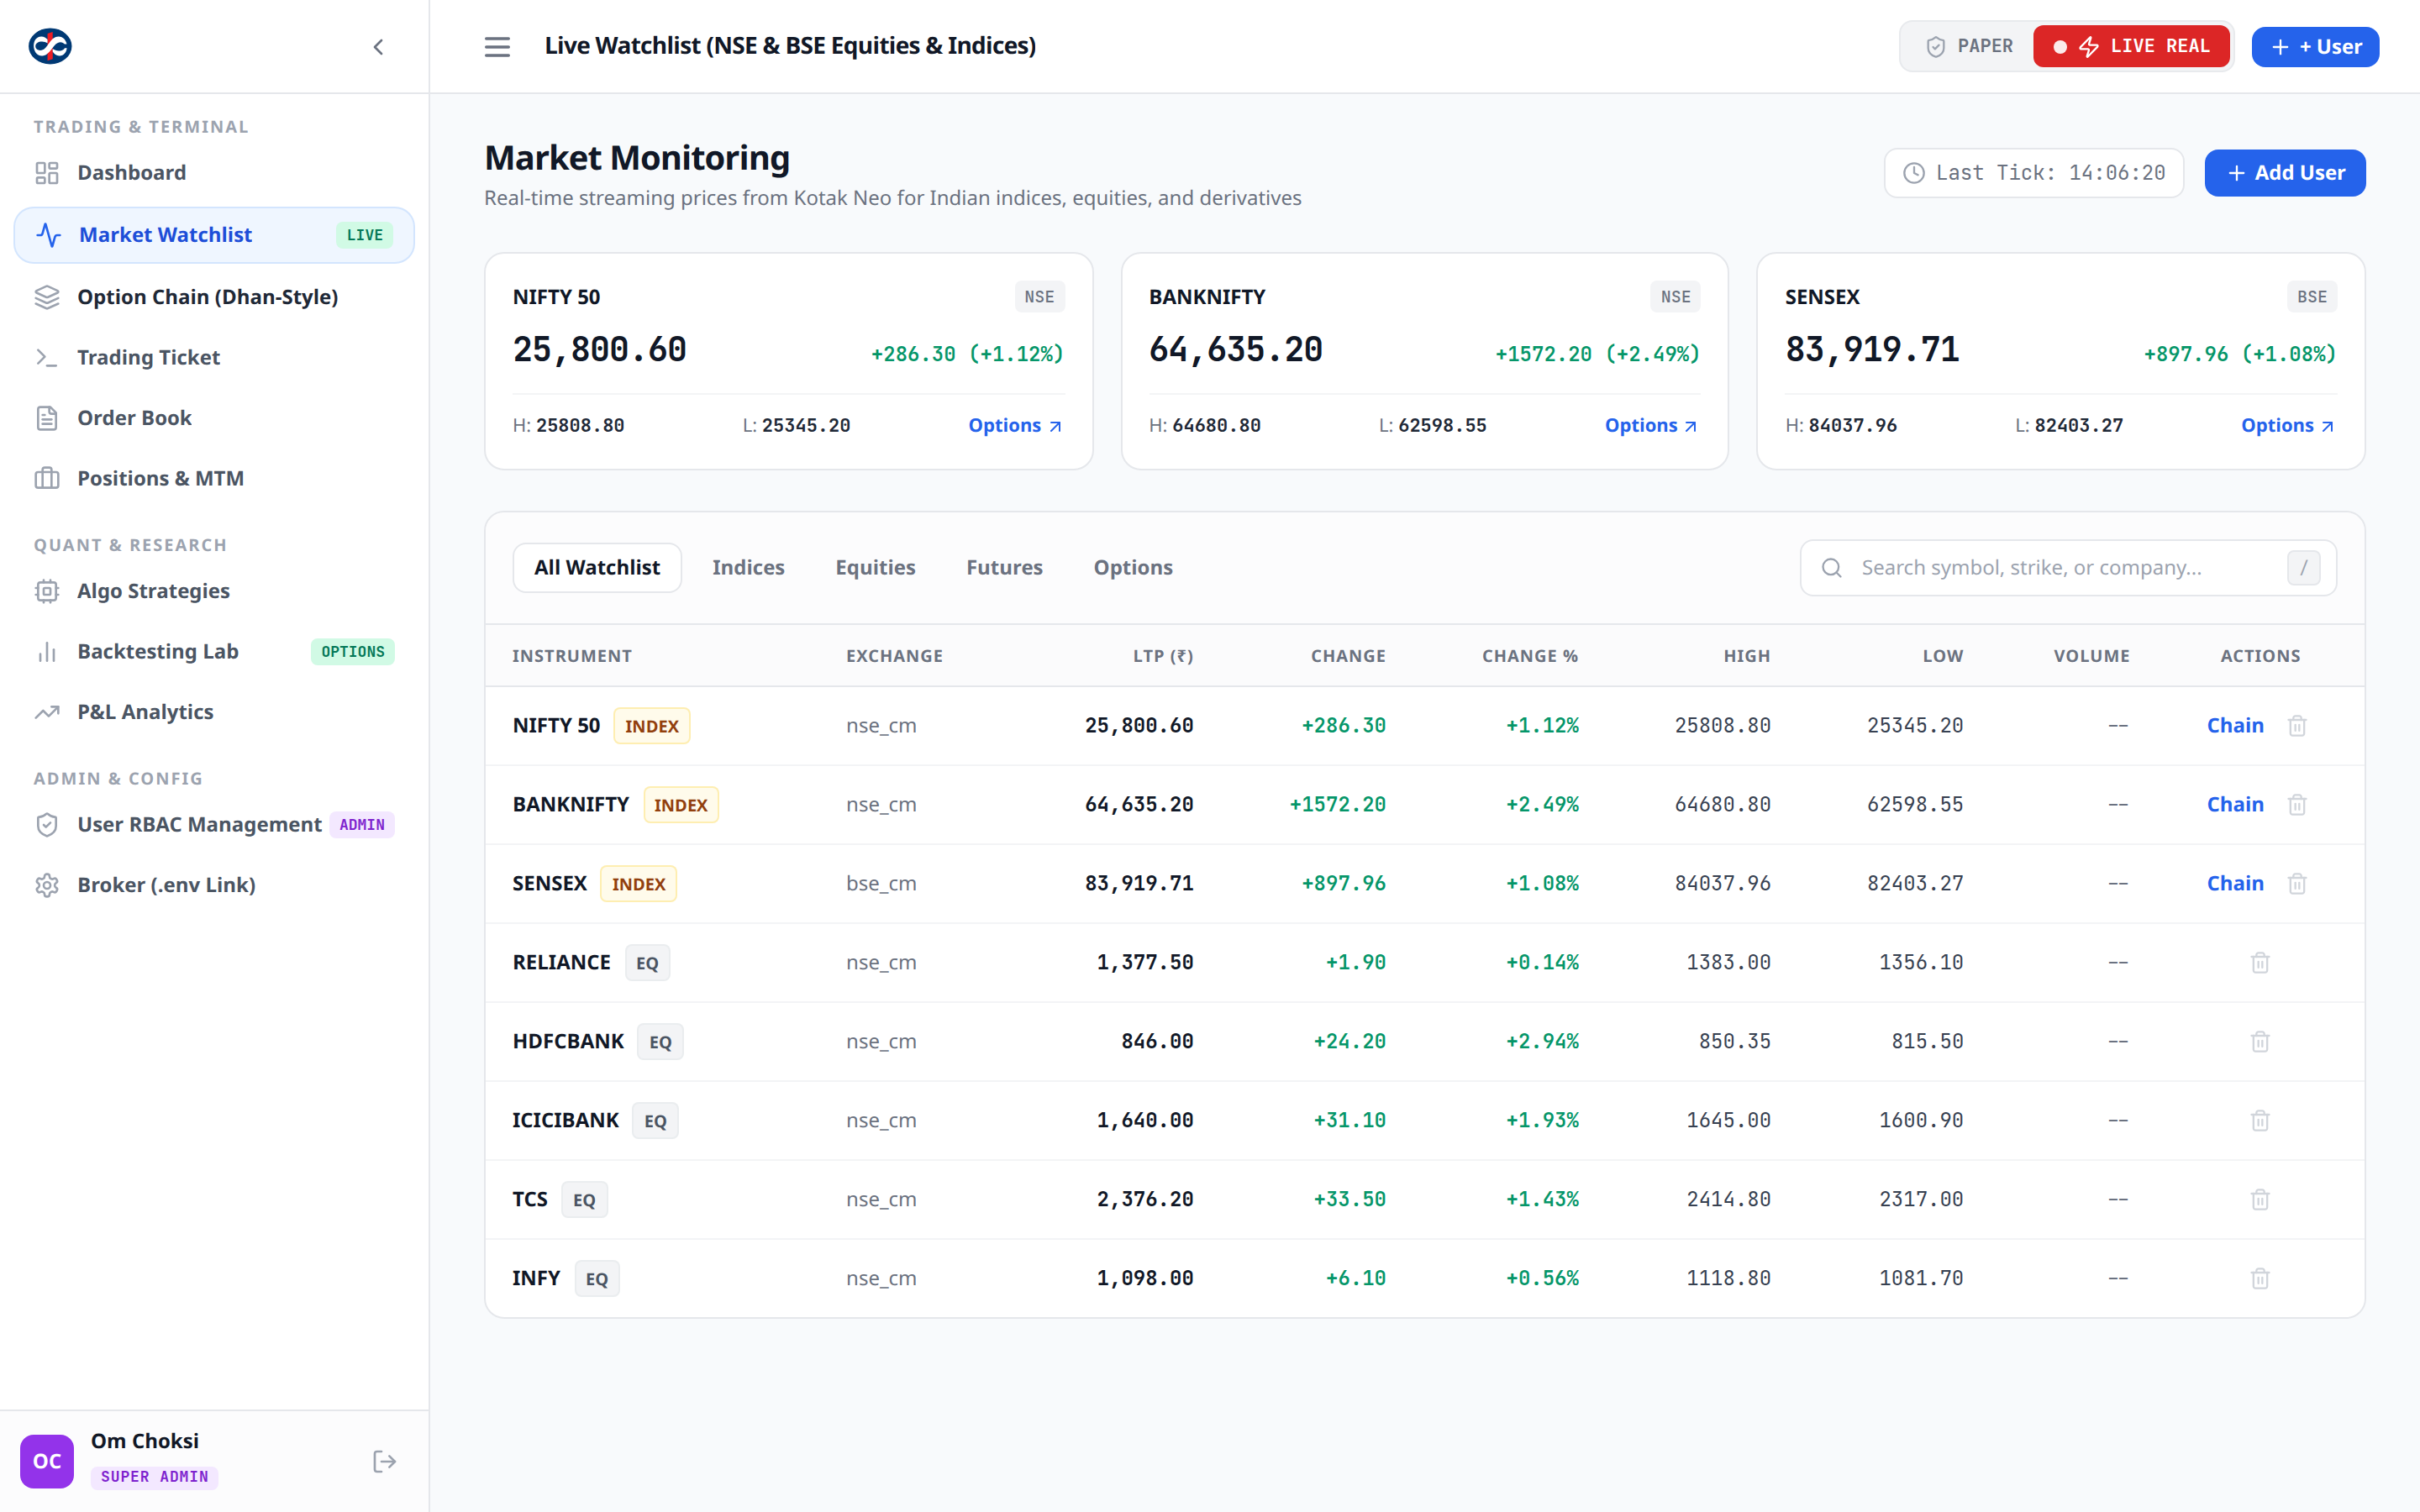 Live Watchlist (NSE & BSE Equities & Indices)
PAPER
LIVE REAL
+ User
TRADING & TERMINAL
Dashboard
Market Watchlist LIVE
Option Chain (Dhan-Style)
Trading Ticket
Order Book
Positions & MTM
QUANT & RESEARCH
Algo Strategies
Backtesting Lab OPTIONS
P&L Analytics
ADMIN & CONFIG
User RBAC Management ADMIN
Broker (.env Link)
OC
Om Choksi
SUPER ADMIN
Market Monitoring
Real-time streaming prices from Kotak Neo for Indian indices, equities, and derivatives
Last Tick: 14:06:20
Add User
NIFTY 50 NSE
25,800.60 +286.30 (+1.12%)
H: 25808.80 L: 25345.20 Options
BANKNIFTY NSE
64,635.20 +1572.20 (+2.49%)
H: 64680.80 L: 62598.55 Options
SENSEX BSE
83,919.71 +897.96 (+1.08%)
H: 84037.96 L: 82403.27 Options
All Watchlist Indices Equities Futures Options
Search symbol, strike, or company... /
INSTRUMENT EXCHANGE LTP (₹) CHANGE CHANGE % HIGH LOW VOLUME ACTIONS
NIFTY 50 INDEX nse_cm 25,800.60 +286.30 +1.12% 25808.80 25345.20 -- Chain
BANKNIFTY INDEX nse_cm 64,635.20 +1572.20 +2.49% 64680.80 62598.55 -- Chain
SENSEX INDEX bse_cm 83,919.71 +897.96 +1.08% 84037.96 82403.27 -- Chain
RELIANCE EQ nse_cm 1,377.50 +1.90 +0.14% 1383.00 1356.10 --
HDFCBANK EQ nse_cm 846.00 +24.20 +2.94% 850.35 815.50 --
ICICIBANK EQ nse_cm 1,640.00 +31.10 +1.93% 1645.00 1600.90 --
TCS EQ nse_cm 2,376.20 +33.50 +1.43% 2414.80 2317.00 --
INFY EQ nse_cm 1,098.00 +6.10 +0.56% 1118.80 1081.70 --